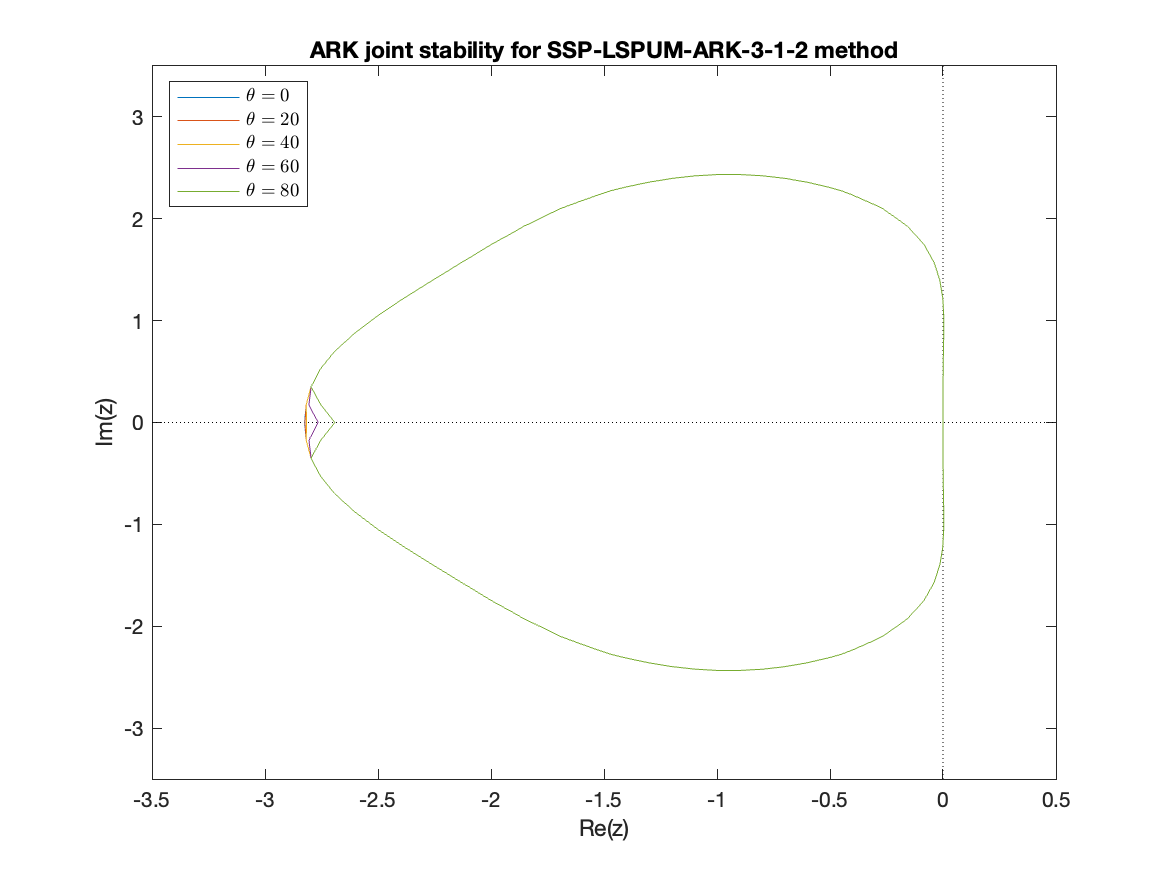 ARK joint stability for SSP-LSPUM-ARK-3-1-2 method
θ = 0
θ = 20
θ = 40
θ = 60
θ = 80
3
2
1
0
-1
-2
-3
Im(z)
-3.5 -3 -2.5 -2 -1.5 -1 -0.5 0 0.5
Re(z)